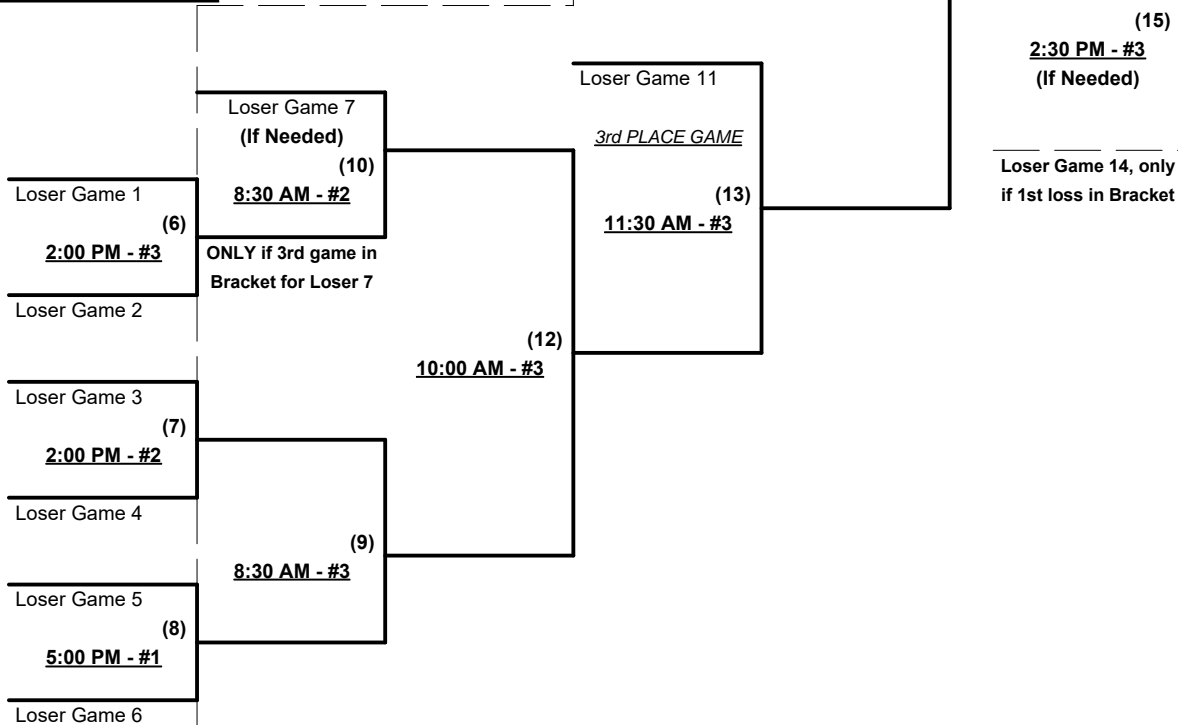 (15)
2:30 PM - #3
(If Needed)
Loser Game 11
Loser Game 7
(If Needed)
3rd PLACE GAME
(10)
Loser Game 14, only
if 1st loss in Bracket
Loser Game 1
8:30 AM - #2
(13)
(6)
11:30 AM - #3
2:00 PM - #3
ONLY if 3rd game in
Bracket for Loser 7
Loser Game 2
(12)
10:00 AM - #3
Loser Game 3
(7)
2:00 PM - #2
Loser Game 4
(9)
8:30 AM - #3
Loser Game 5
(8)
5:00 PM - #1
Loser Game 6